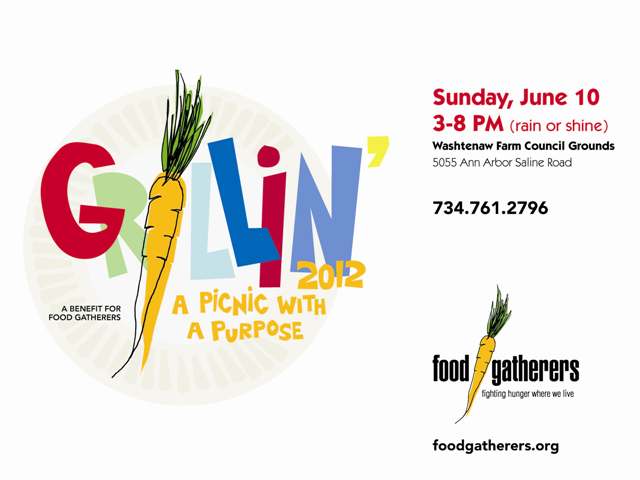 GRILLIN'
2012
A PiCNiC WiTH
A PURPOSE
A BENEFIT FOR
FOOD GATHERERS
Sunday, June 10
3-8 PM (rain or shine)
Washtenaw Farm Council Grounds
5055 Ann Arbor Saline Road
734.761.2796
food gatherers
fighting hunger where we live
foodgatherers.org